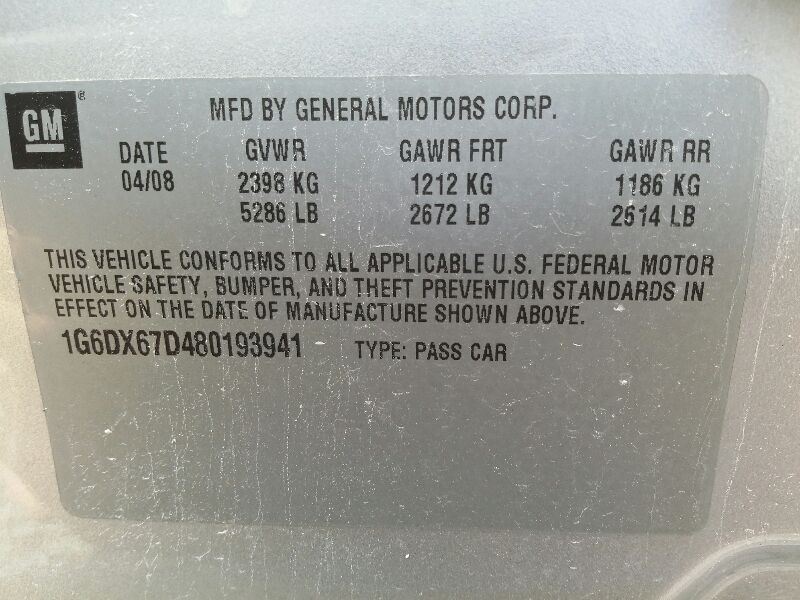 GM®
MFD BY GENERAL MOTORS CORP.
DATE GVWR GAWR FRT GAWR RR
04/08 2398 KG 1212 KG 1186 KG
5286 LB 2672 LB 2614 LB
THIS VEHICLE CONFORMS TO ALL APPLICABLE U.S. FEDERAL MOTOR
VEHICLE SAFETY, BUMPER, AND THEFT PREVENTION STANDARDS IN
EFFECT ON THE DATE OF MANUFACTURE SHOWN ABOVE.
1G6DX67D480193941 TYPE: PASS CAR